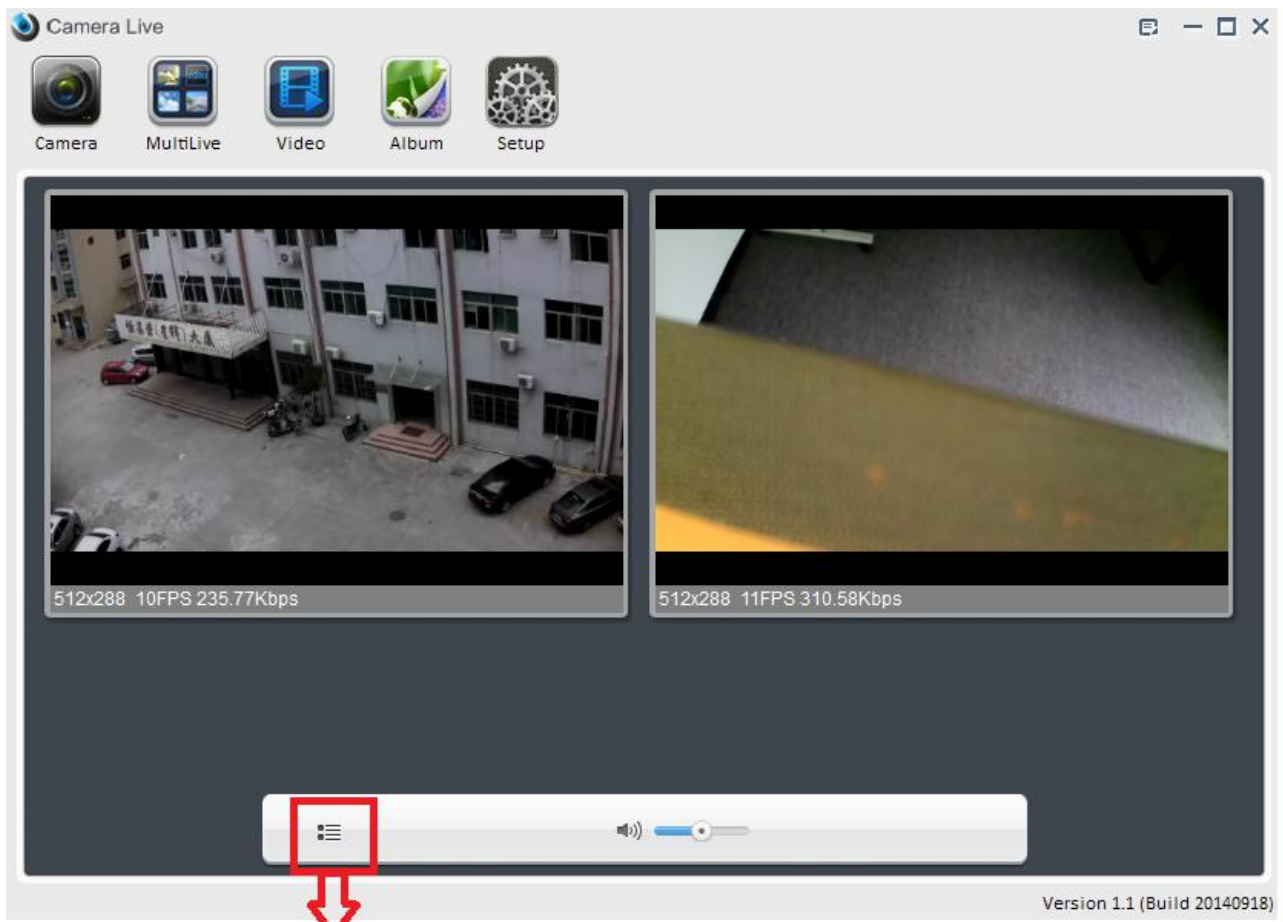 Camera Live
Camera
MultiLive
Video
Album
Setup
512x288 10FPS 235.77Kbps
512x288 11FPS 310.58Kbps
Version 1.1 (Build 20140918)